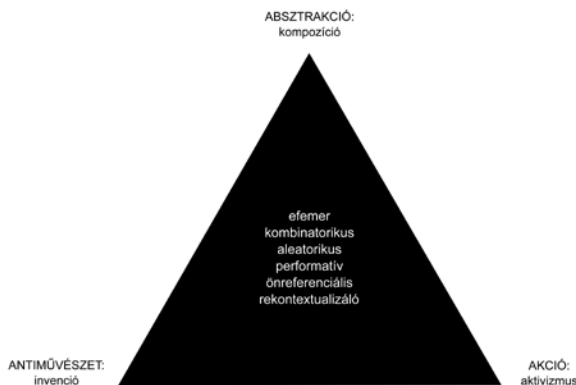 ABSZTRAKCIÓ:
kompozíció
efemer
kombinatorikus
aleatorikus
performatív
önreferenciális
rekontextualizáló
ANTIMŰVÉSZET:
invenció
AKCIÓ:
aktivizmus